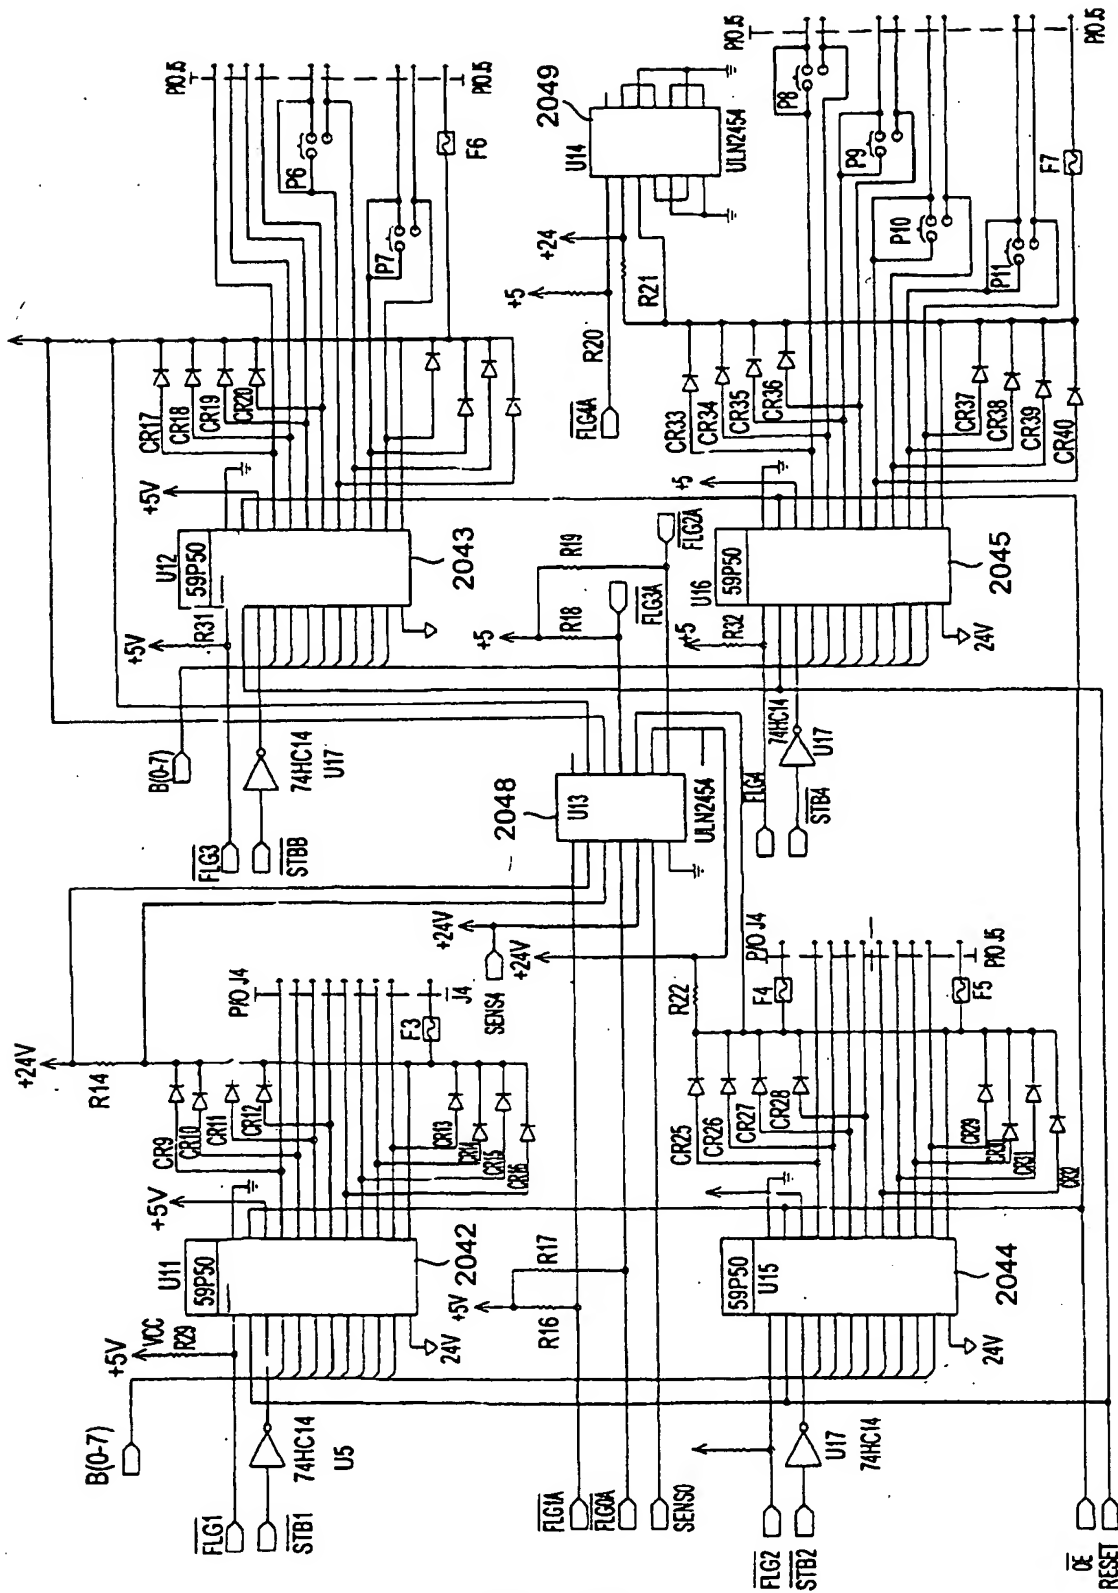 +24V
R14
CR9
CR10
CR11
CR12
CR13
CR14
CR15
CR16
P/O J4
J4
F3
+5V
U11
59P50
2042
24V
+5V
VCC
R29
B(0-7)
FLG1
STB1
74HC14
U5
+5V
R16
R17
FLG1A
FLG0A
SENS0
+24V
SENS4
+24V
2048
U13
ULN2454
R22
CR25
CR26
CR27
CR28
CR29
CR30
CR31
CR32
P/O J4
F4
F5
P/O J5
59P50
U15
2044
24V
U17
74HC14
FLG2
STB2
OE
RESET
P/O J5
P/O J5
P6
P7
F6
CR17
CR18
CR19
CR20
+5V
U12
59P50
2043
+5V
R31
B(0-7)
FLG3
STBB
74HC14
U17
+5
R18
R19
FLG3A
FLG2A
2049
U14
ULN2454
+24
+5
R20
R21
FLG4A
CR33
CR34
CR35
CR36
CR37
CR38
CR39
CR40
P/O J5
P/O J5
P8
P9
P10
P11
F7
+5
U16
59P50
2045
+5
R32
24V
74HC14
U17
FLG4
STB4